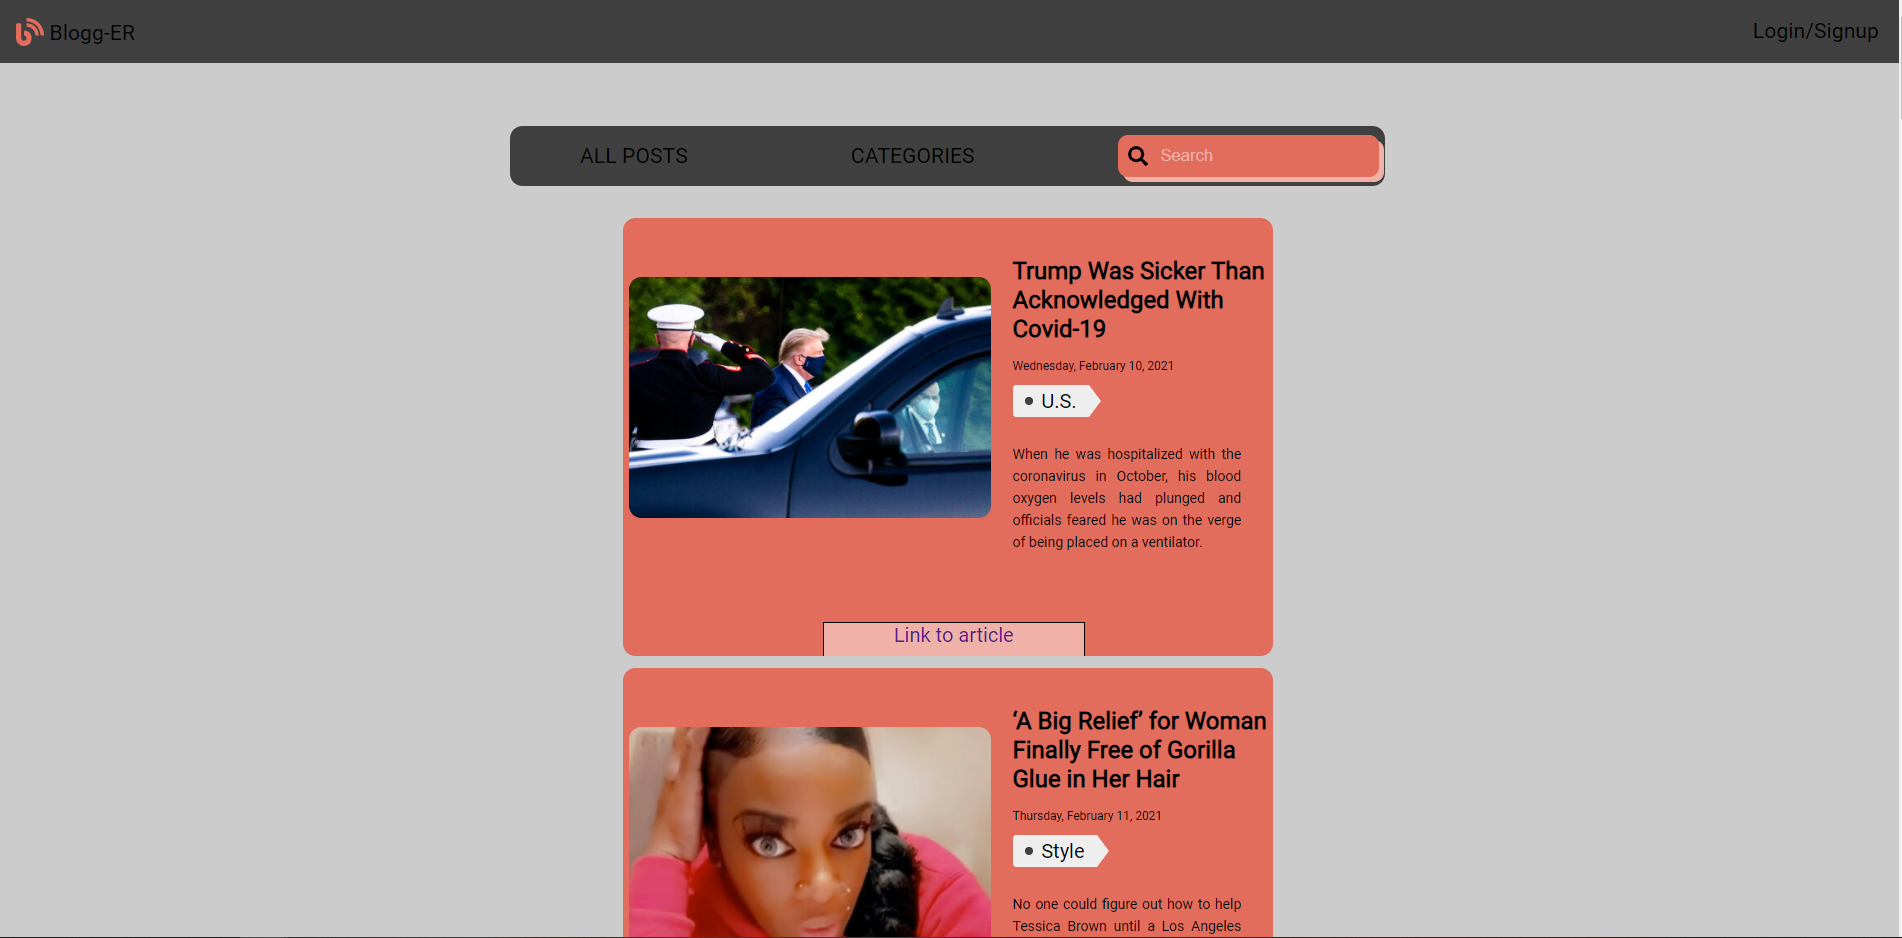 Blogg-ER
Login/Signup
ALL POSTS
CATEGORIES
Search
Trump Was Sicker Than
Acknowledged With
Covid-19
Wednesday, February 10, 2021
U.S.
When he was hospitalized with the
coronavirus in October, his blood
oxygen levels had plunged and
officials feared he was on the verge
of being placed on a ventilator.
Link to article
‘A Big Relief’ for Woman
Finally Free of Gorilla
Glue in Her Hair
Thursday, February 11, 2021
Style
No one could figure out how to help
Tessica Brown until a Los Angeles